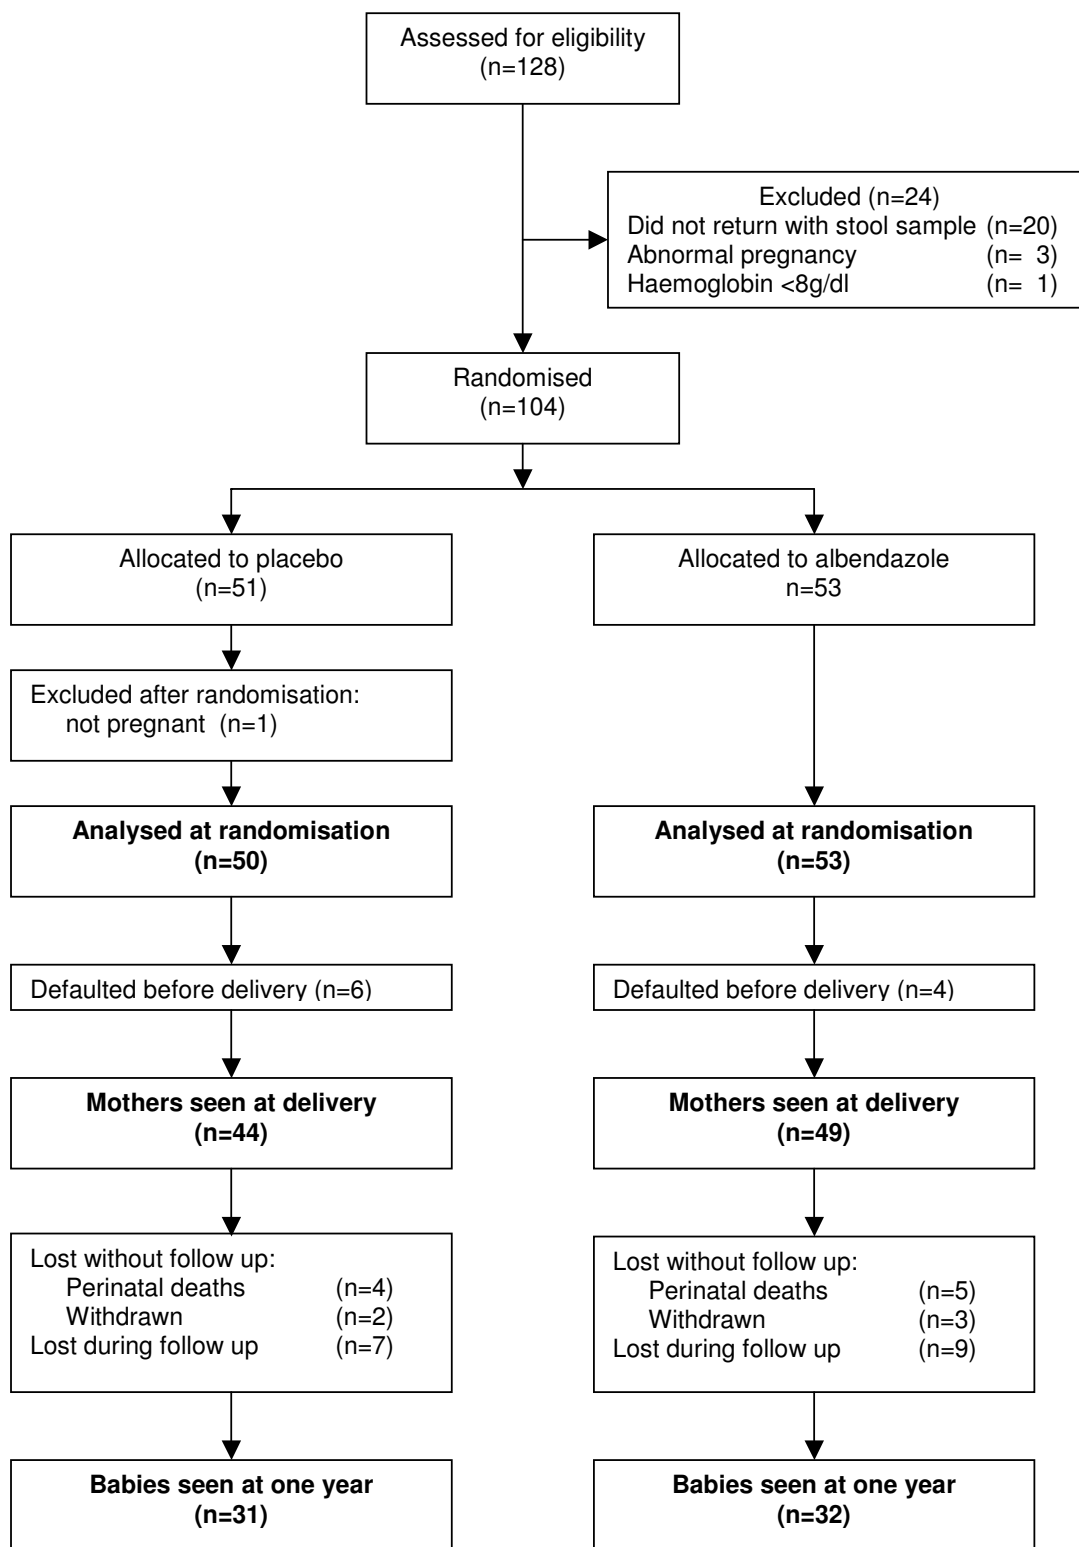 Assessed for eligibility
(n=128)
Excluded (n=24)
Did not return with stool sample (n=20)
Abnormal pregnancy (n= 3)
Haemoglobin <8g/dl (n= 1)
Randomised
(n=104)
Allocated to placebo
(n=51)
Allocated to albendazole
n=53
Excluded after randomisation:
not pregnant (n=1)
Analysed at randomisation
(n=50)
Analysed at randomisation
(n=53)
Defaulted before delivery (n=6)
Defaulted before delivery (n=4)
Mothers seen at delivery
(n=44)
Mothers seen at delivery
(n=49)
Lost without follow up:
Perinatal deaths (n=4)
Withdrawn (n=2)
Lost during follow up (n=7)
Lost without follow up:
Perinatal deaths (n=5)
Withdrawn (n=3)
Lost during follow up (n=9)
Babies seen at one year
(n=31)
Babies seen at one year
(n=32)